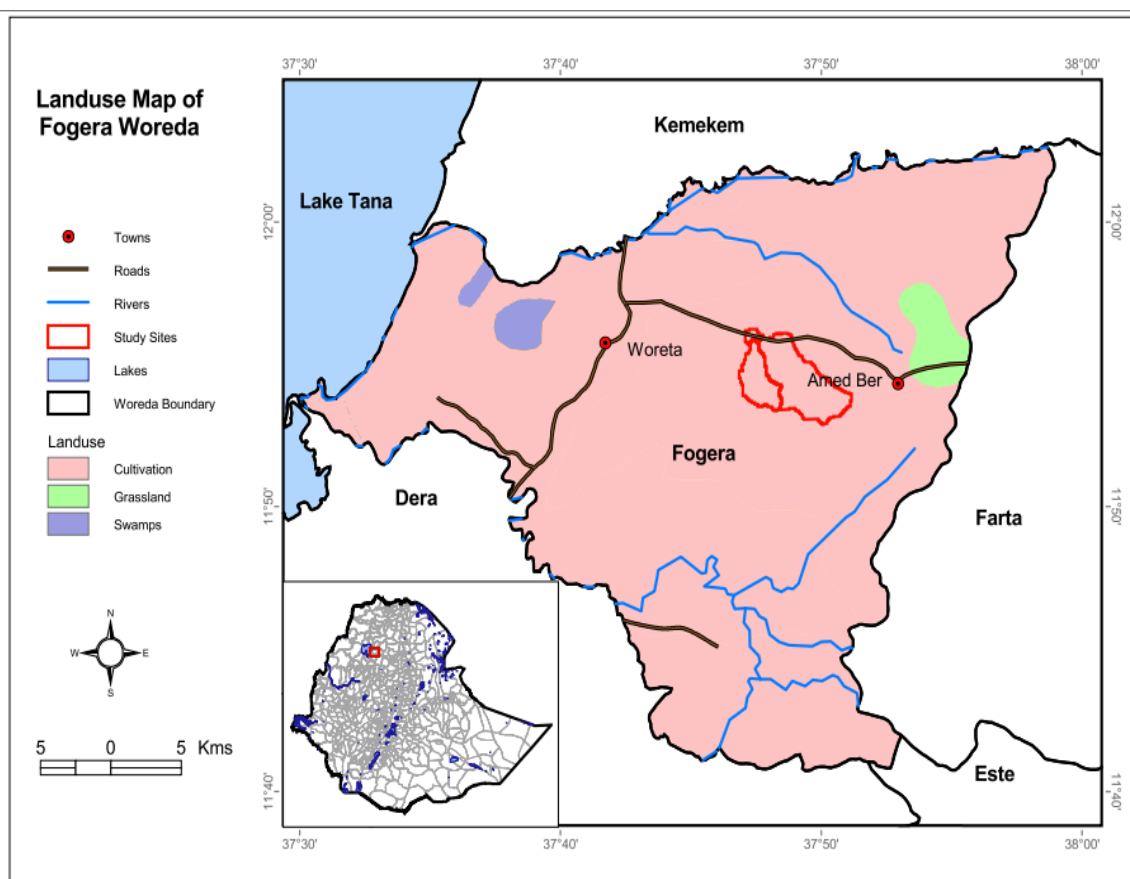 Landuse Map of
Fogera Woreda
Towns
Roads
Rivers
Study Sites
Lakes
Woreda Boundary
Landuse
Cultivation
Grassland
Swamps
N
W E
S
5 0 5 Kms
37°30' 37°40' 37°50' 38°00'
12°00' 12°00'
11°50' 11°50'
11°40' 11°40'
37°30' 37°40' 37°50' 38°00'
Kemekem
Lake Tana
Woreta
Amed Ber
Fogera
Dera
Farta
Este